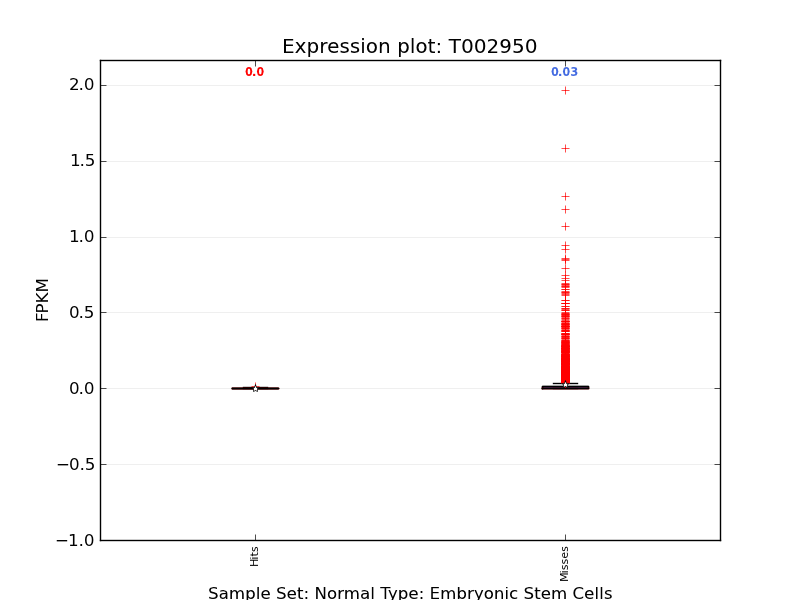 Expression plot: T002950
0.0
0.03
2.0
1.5
1.0
0.5
0.0
−0.5
−1.0
FPKM
Hits
Misses
Sample Set: Normal Type: Embryonic Stem Cells